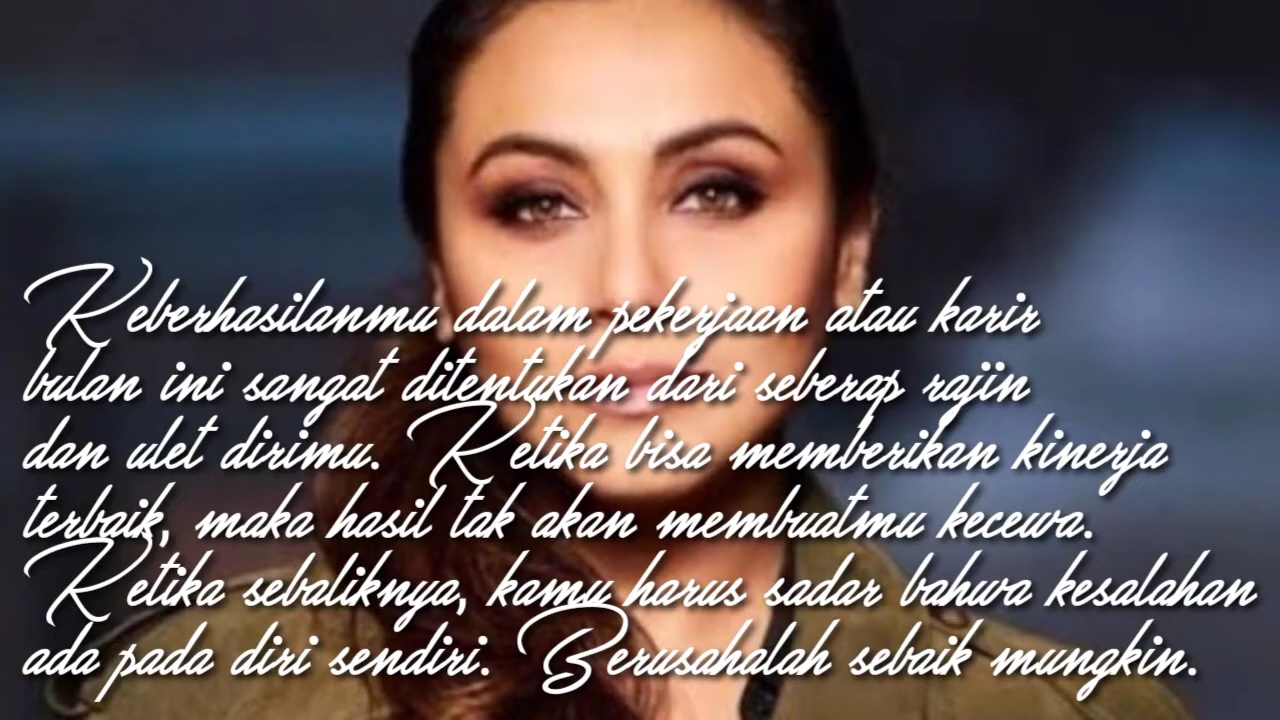 Keberhasilanmu dalam pekerjaan atau karir
bulan ini sangat ditentukan dari seberap rajin
dan ulet dirimu. Ketika bisa memberikan kinerja
terbaik, maka hasil tak akan membuatmu kecewa.
Ketika sebaliknya, kamu harus sadar bahwa kesalahan
ada pada diri sendiri. Berusahalah sebaik mungkin.